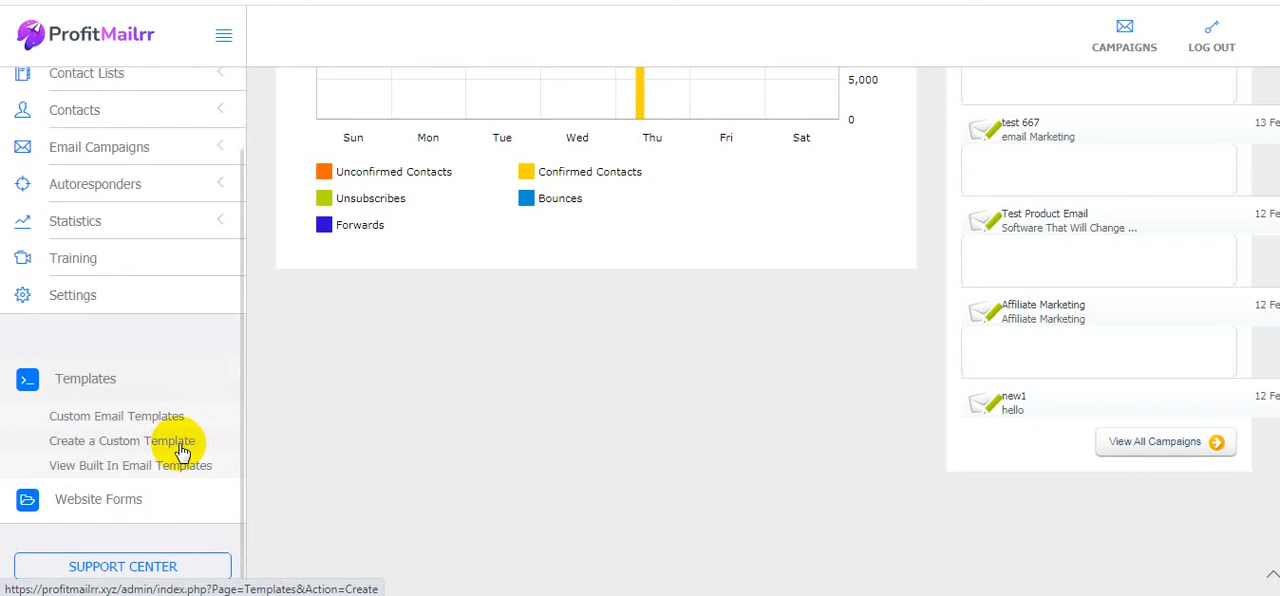 ProfitMailrr
CAMPAIGNS
LOG OUT
Contact Lists
Contacts
Email Campaigns
Autoresponders
Statistics
Training
Settings
Templates
Custom Email Templates
Create a Custom Template
View Built In Email Templates
Website Forms
SUPPORT CENTER
https://profitmailrr.xyz/admin/index.php?Page=Templates&Action=Create
5,000
0
Sun Mon Tue Wed Thu Fri Sat
Unconfirmed Contacts Confirmed Contacts
Unsubscribes Bounces
Forwards
test 667 13 Fe
email Marketing
Test Product Email 12 Fe
Software That Will Change ...
Affiliate Marketing 12 Fe
Affiliate Marketing
new1 12 Fe
hello
View All Campaigns